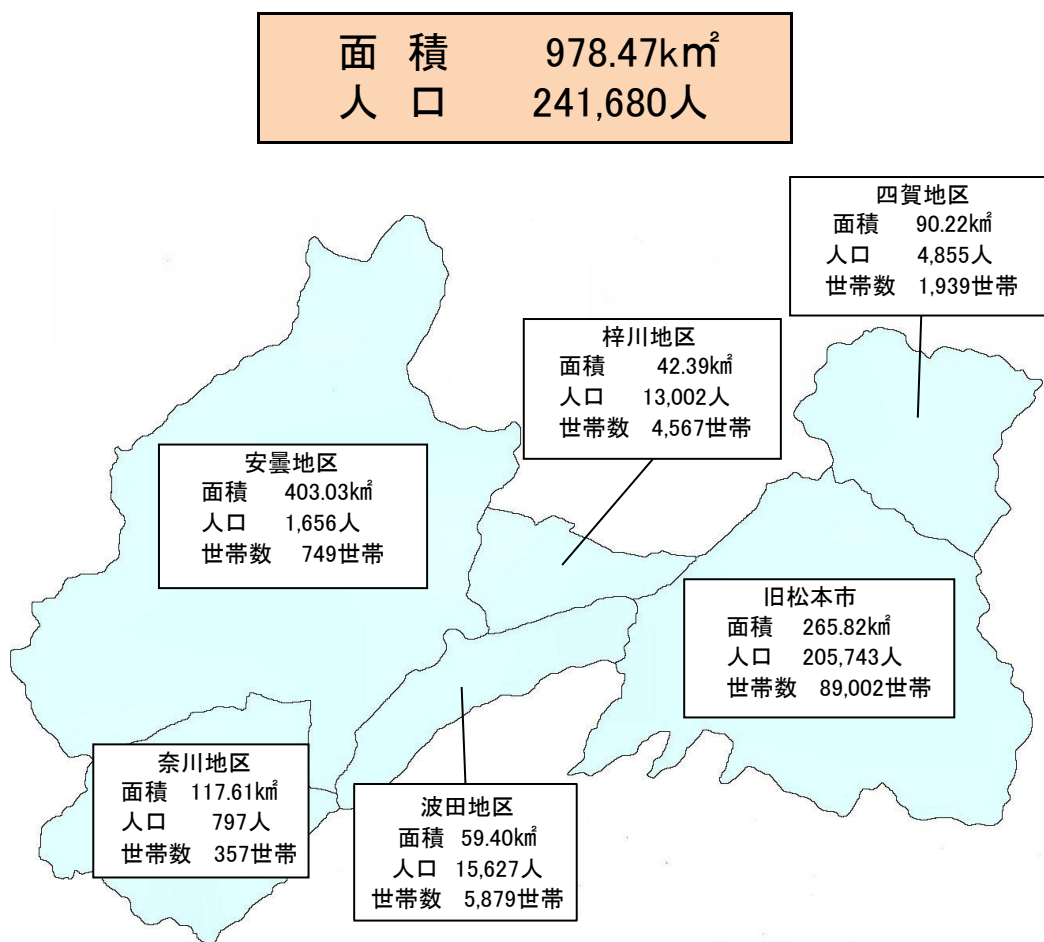 面 積 978.47k㎡
人 口 241,680人
四賀地区
面積 90.22k㎡
人口 4,855人
世帯数 1,939世帯
梓川地区
面積 42.39k㎡
人口 13,002人
世帯数 4,567世帯
安曇地区
面積 403.03k㎡
人口 1,656人
世帯数 749世帯
旧松本市
面積 265.82k㎡
人口 205,743人
世帯数 89,002世帯
奈川地区
面積 117.61k㎡
人口 797人
世帯数 357世帯
波田地区
面積 59.40k㎡
人口 15,627人
世帯数 5,879世帯